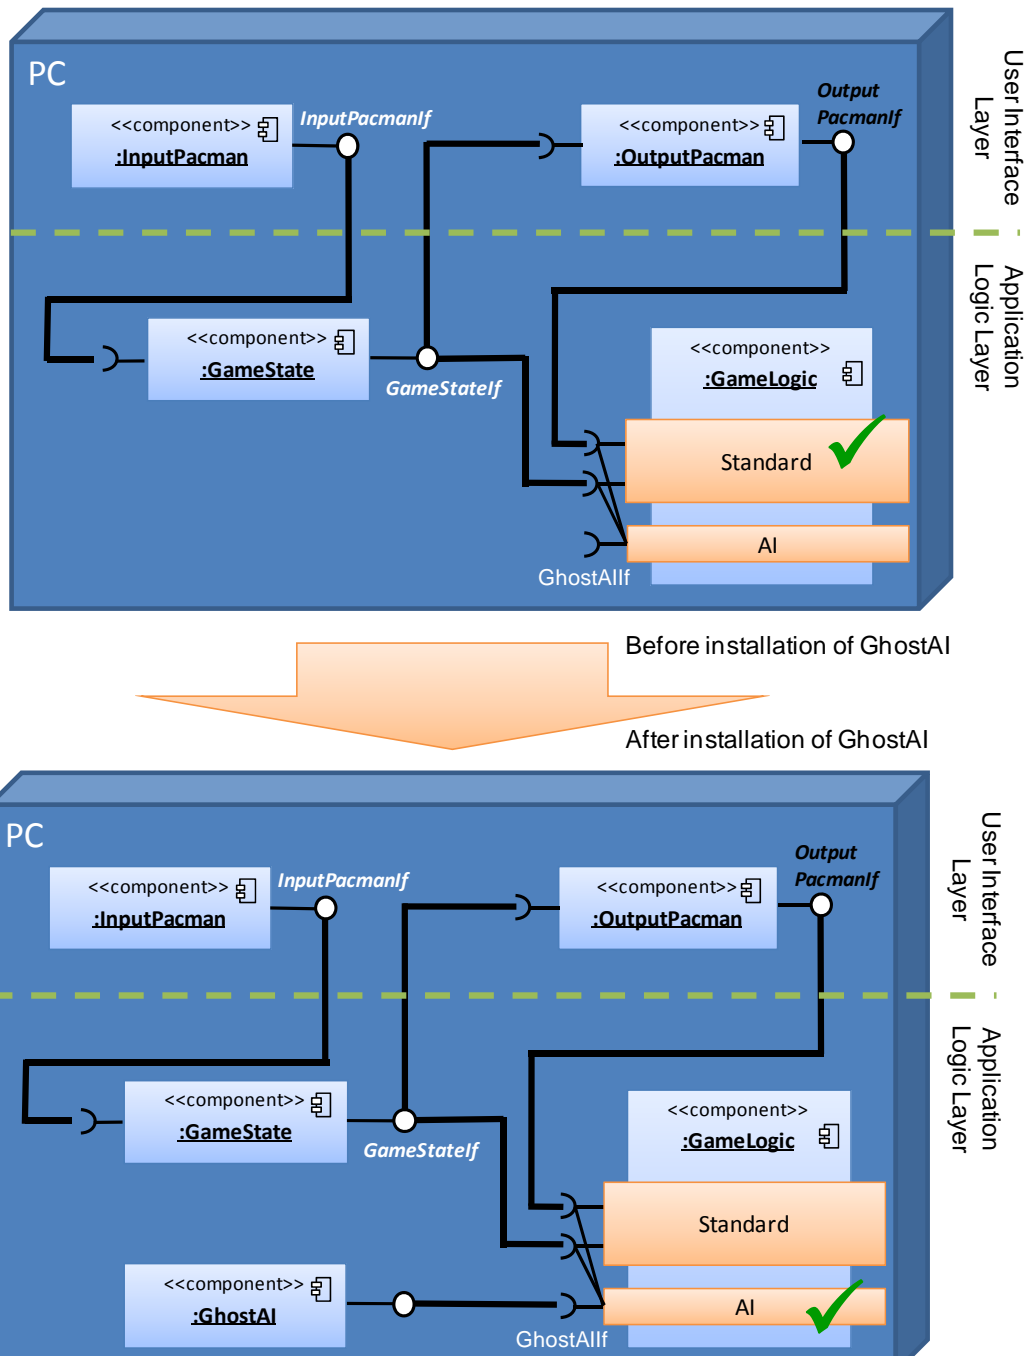 PC
<<component>>
:InputPacman
InputPacmanIf
<<component>>
:OutputPacman
Output
PacmanIf
User Interface
Layer
Application
Logic Layer
<<component>>
:GameState
GameStateIf
<<component>>
:GameLogic
Standard
AI
GhostAIIf
Before installation of GhostAI
After installation of GhostAI
PC
<<component>>
:InputPacman
InputPacmanIf
<<component>>
:OutputPacman
Output
PacmanIf
User Interface
Layer
Application
Logic Layer
<<component>>
:GameState
GameStateIf
<<component>>
:GameLogic
Standard
<<component>>
:GhostAI
AI
GhostAIIf